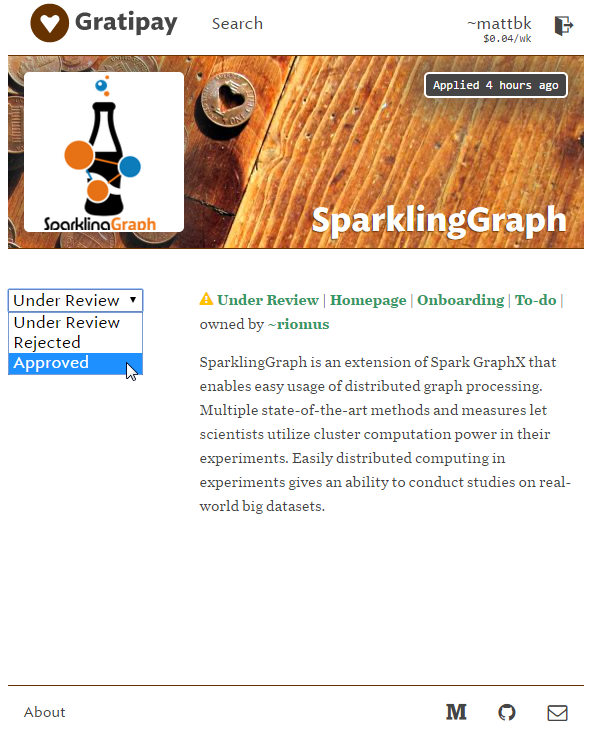 Gratipay
Search
~mattbk
$0.04/wk
Applied 4 hours ago
SparklingGraph
SparklingGraph
Under Review
Under Review
Rejected
Approved
Under Review | Homepage | Onboarding | To-do |
owned by ~riomus
SparklingGraph is an extension of Spark GraphX that
enables easy usage of distributed graph processing.
Multiple state-of-the-art methods and measures let
scientists utilize cluster computation power in their
experiments. Easily distributed computing in
experiments gives an ability to conduct studies on real-
world big datasets.
About
M